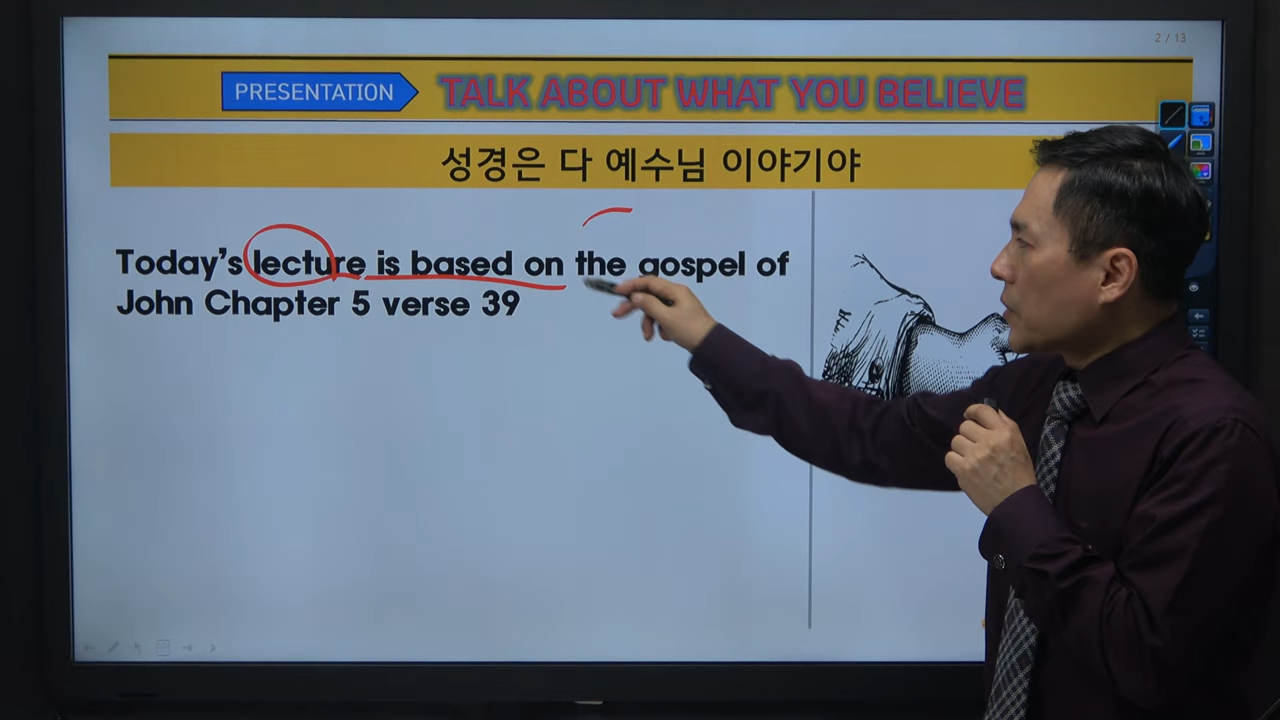 2 / 13
PRESENTATION
TALK ABOUT WHAT YOU BELIEVE
성경은 다 예수님 이야기야
Today's lecture is based on the gospel of
John Chapter 5 verse 39